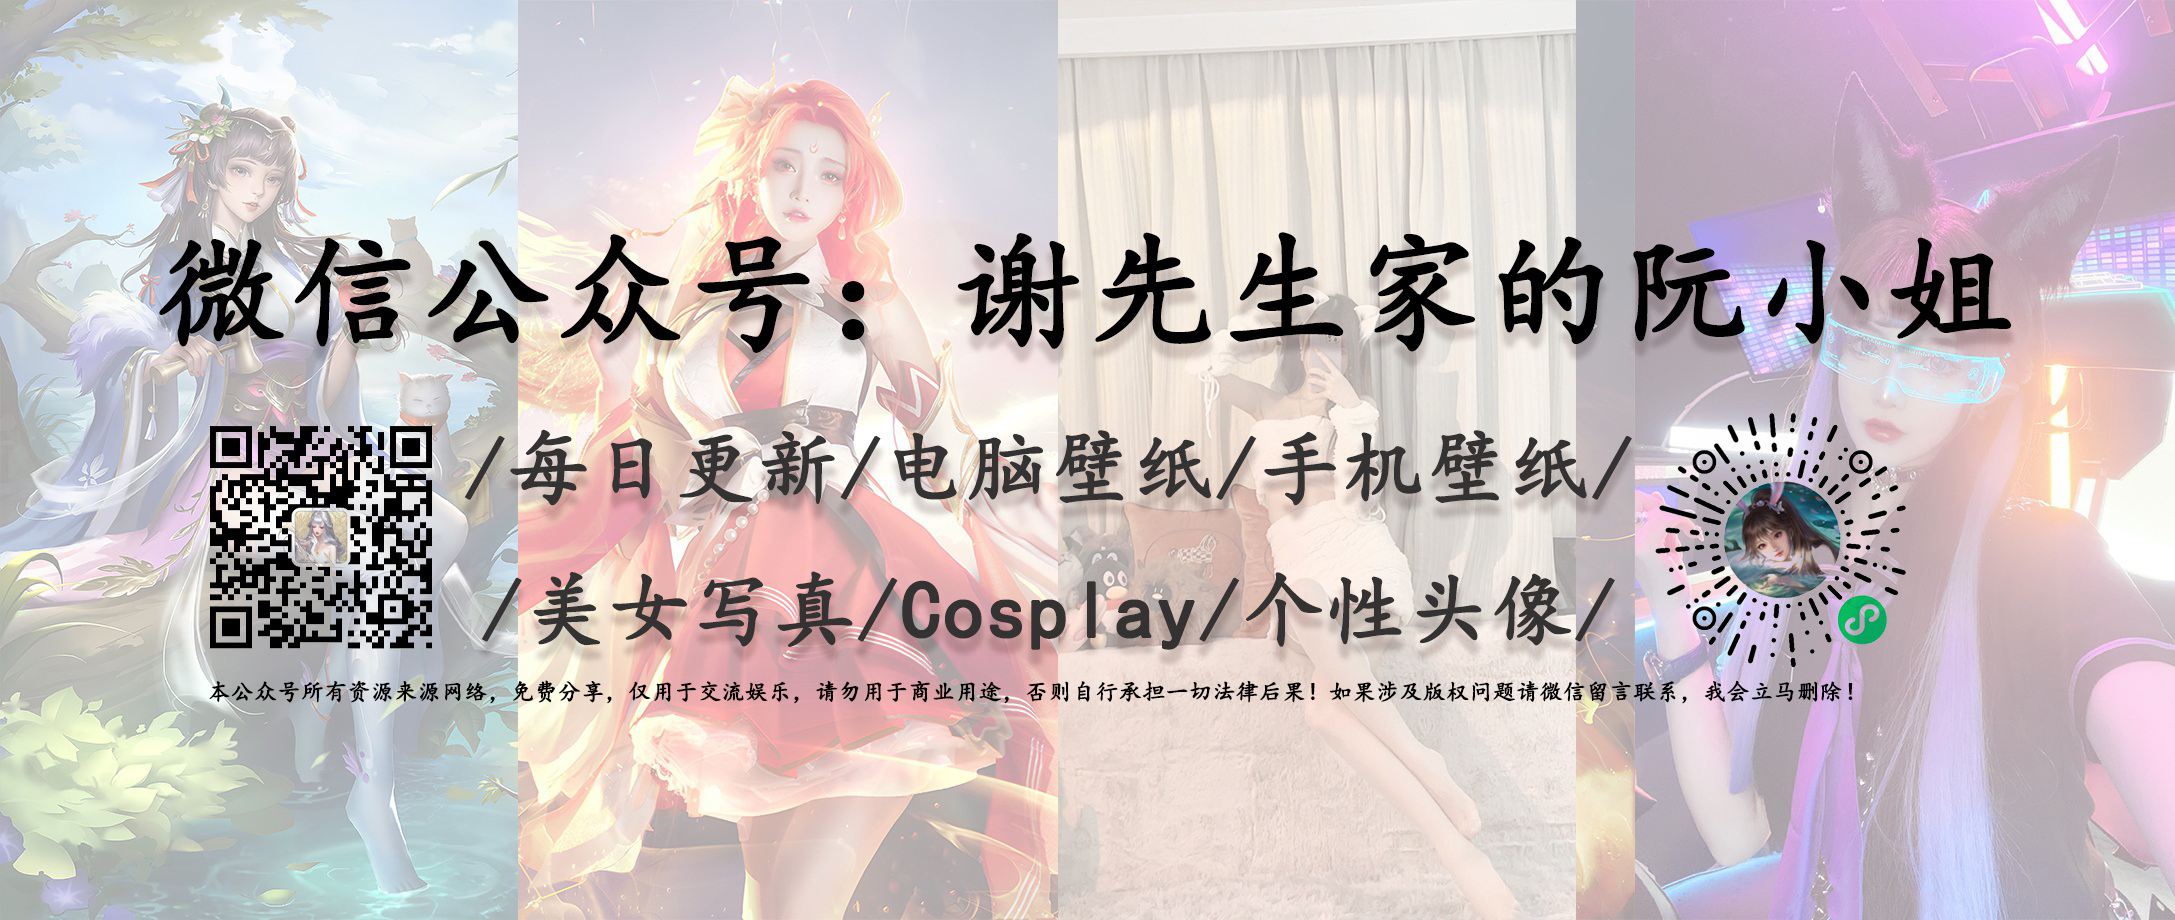 微信公众号：谢先生家的阮小姐
/每日更新/电脑壁纸/手机壁纸/
/美女写真/Cosplay/个性头像/
本公众号所有资源来源网络，免费分享，仅用于交流娱乐，请勿用于商业用途，否则自行承担一切法律后果！如果涉及版权问题请微信留言联系，我会立马删除！